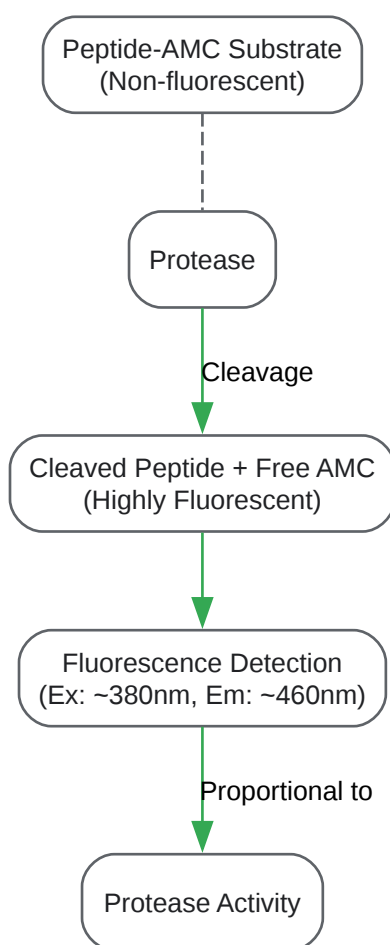 Peptide-AMC Substrate
(Non-fluorescent)
Protease
Cleavage
Cleaved Peptide + Free AMC
(Highly Fluorescent)
Fluorescence Detection
(Ex: ~380nm, Em: ~460nm)
Proportional to
Protease Activity